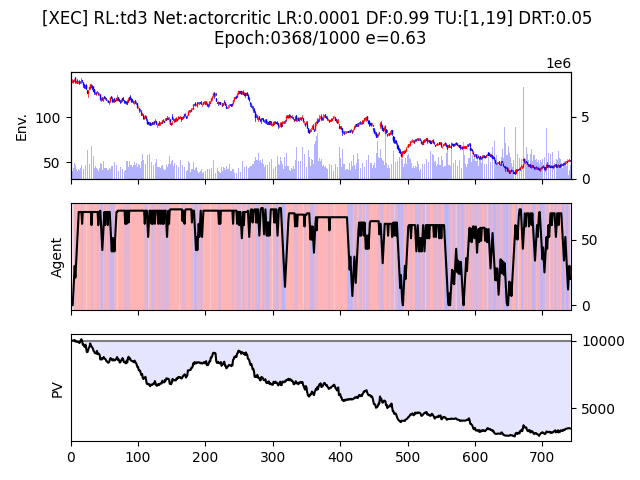 [XEC] RL:td3 Net:actorcritic LR:0.0001 DF:0.99 TU:[1,19] DRT:0.05
Epoch:0368/1000 e=0.63
1e6
Env.
100
50
5
0
Agent
50
0
PV
10000
5000
0 100 200 300 400 500 600 700